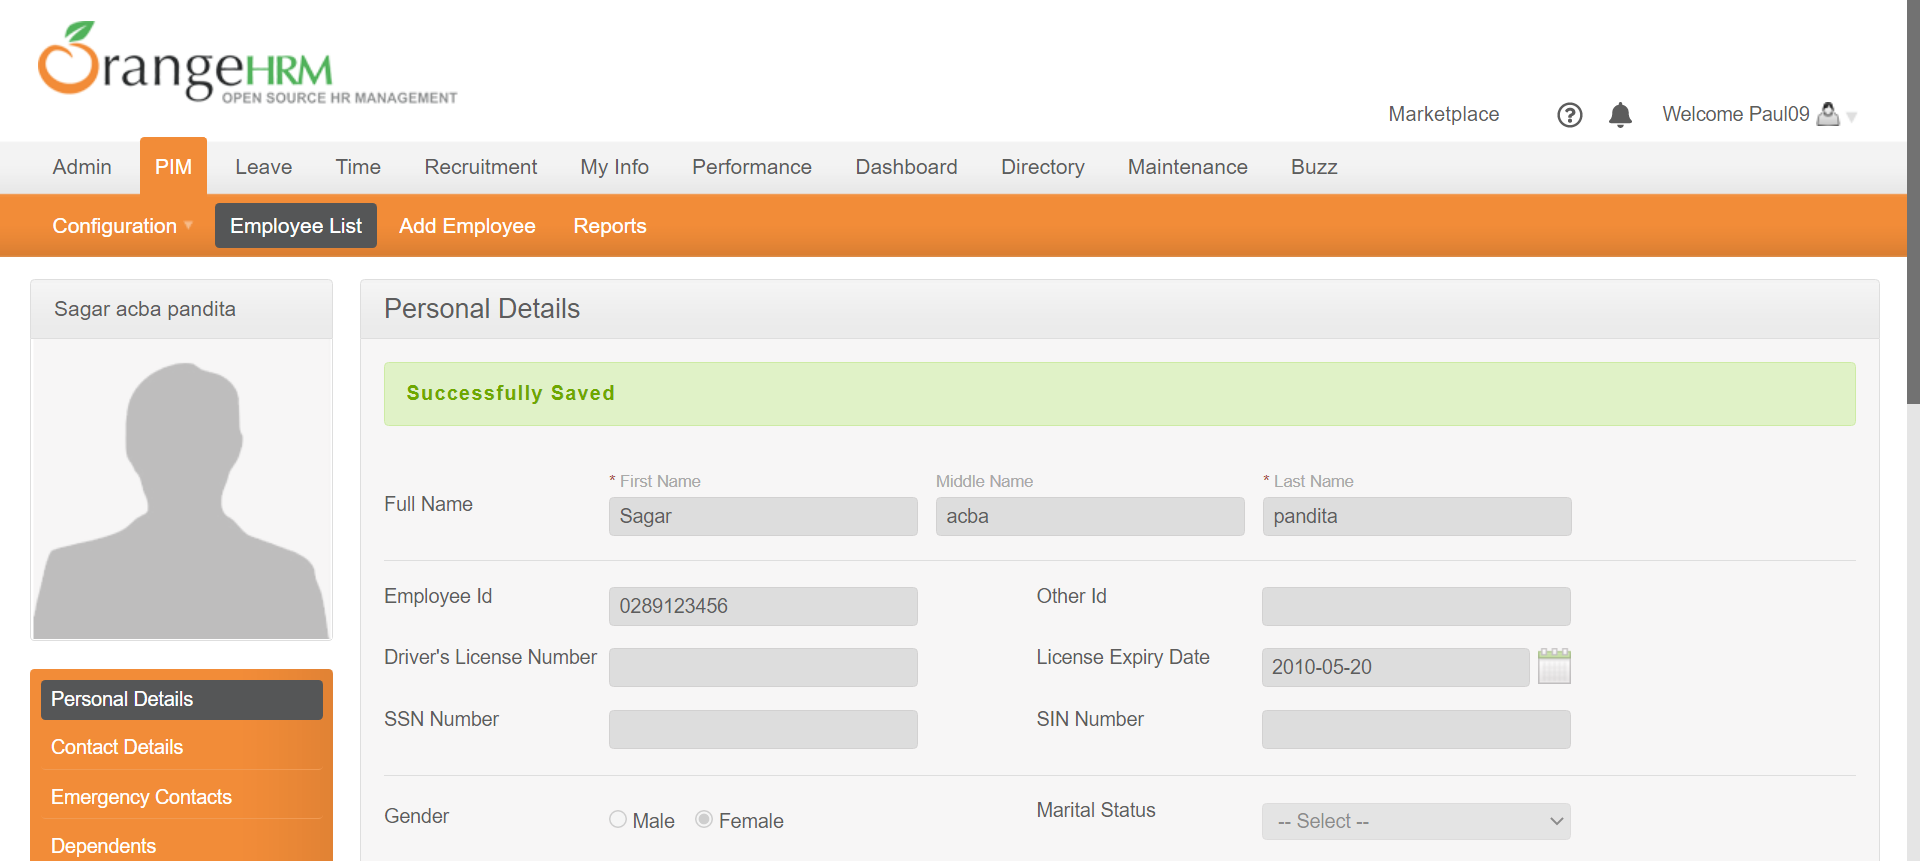 OrangeHRM
OPEN SOURCE HR MANAGEMENT
Marketplace ? Welcome Paul09
Admin PIM Leave Time Recruitment My Info Performance Dashboard Directory Maintenance Buzz
Configuration Employee List Add Employee Reports
Sagar acba pandita
Personal Details
Successfully Saved
* First Name Middle Name * Last Name
Full Name Sagar acba pandita
Employee Id 0289123456 Other Id
Driver's License Number License Expiry Date 2010-05-20
SSN Number SIN Number
Gender Male Female Marital Status -- Select --
Personal Details
Contact Details
Emergency Contacts
Dependents